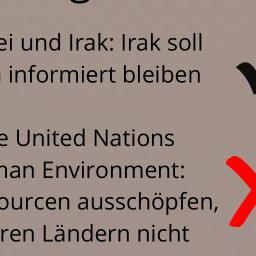 ei und Irak: Irak soll
informiert bleiben
e United Nations
man Environment:
ourcen ausschöpfen,
ren Ländern nicht